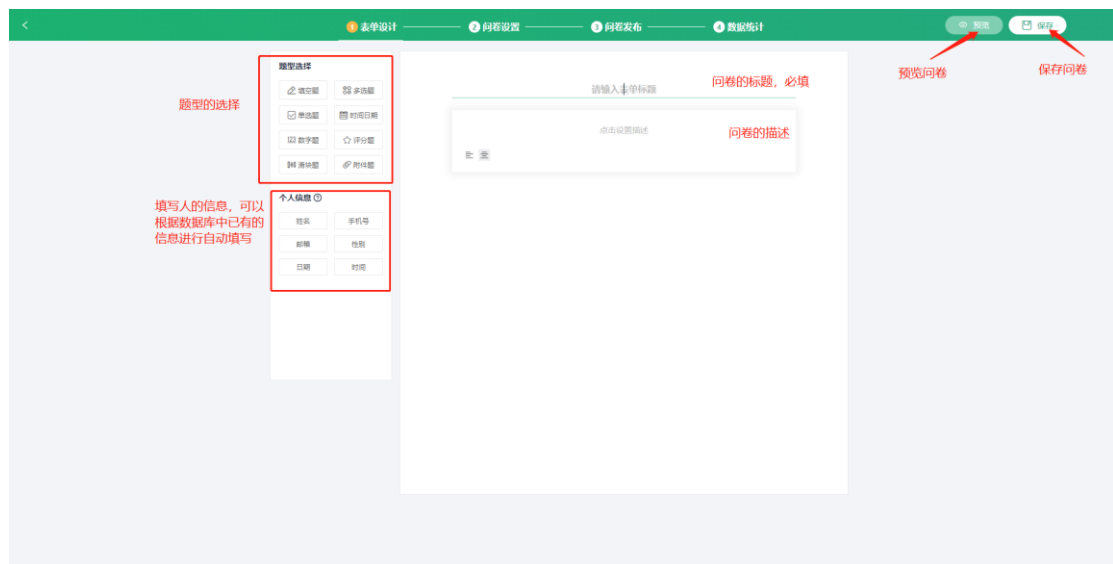 1 表单设计 2 问卷设置 3 问卷发布 4 数据统计 预览 保存
预览问卷 保存问卷
题型的选择
题型选择
填空题 多选题
单选题 时间日期
数字题 评分题
滑块题 附件题
请输入表单标题 问卷的标题，必填
点击设置描述 问卷的描述
填写人的信息，可以
根据数据库中已有的
信息进行自动填写
个人信息
姓名 手机号
邮箱 性别
日期 时间